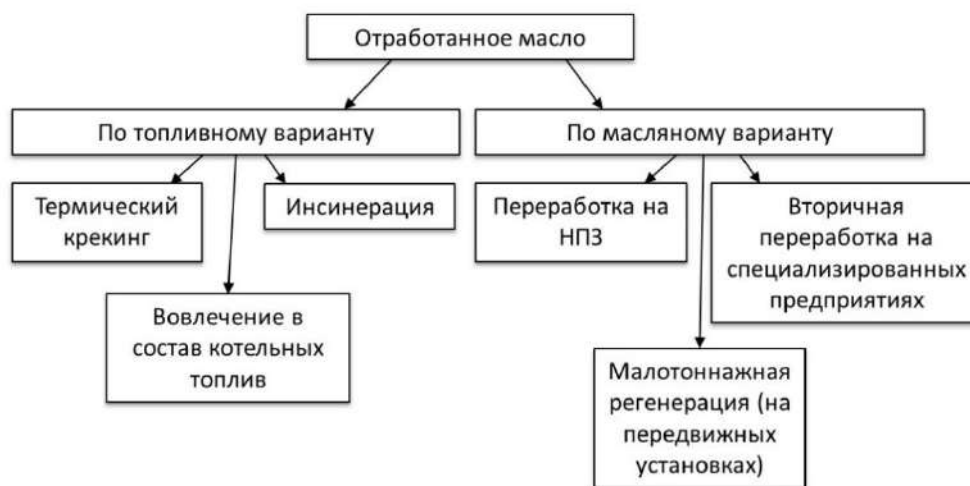 Отработанное масло
По топливному варианту
По масляному варианту
Термический
крекинг
Инсинерация
Вовлечение в
состав котельных
топлив
Переработка на
НПЗ
Вторичная
переработка на
специализированных
предприятиях
Малотоннажная
регенерация (на
передвижных
установках)